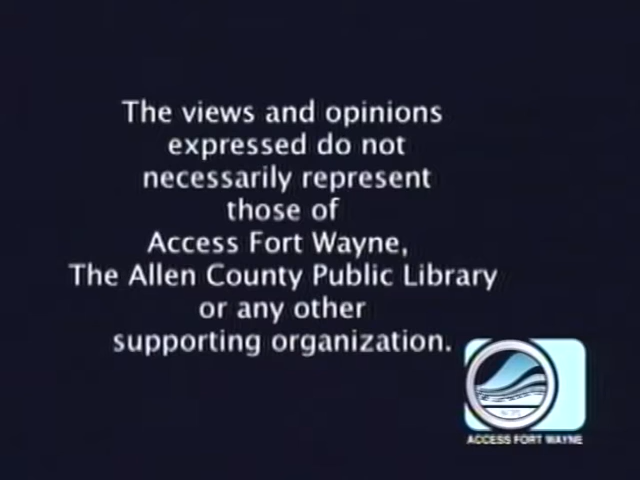 The views and opinions
expressed do not
necessarily represent
those of
Access Fort Wayne,
The Allen County Public Library
or any other
supporting organization.
ACCESS FORT WAYNE